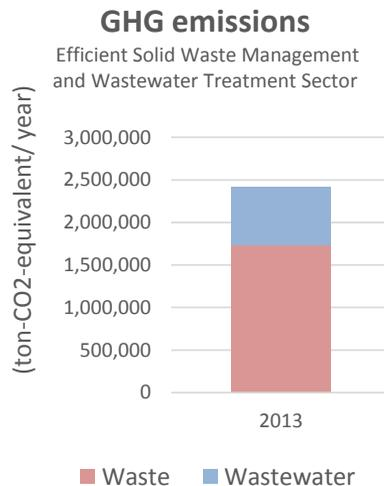 GHG emissions
Efficient Solid Waste Management
and Wastewater Treatment Sector
(ton-CO2-equivalent/ year)
3,000,000
2,500,000
2,000,000
1,500,000
1,000,000
500,000
0
2013
Waste
Wastewater